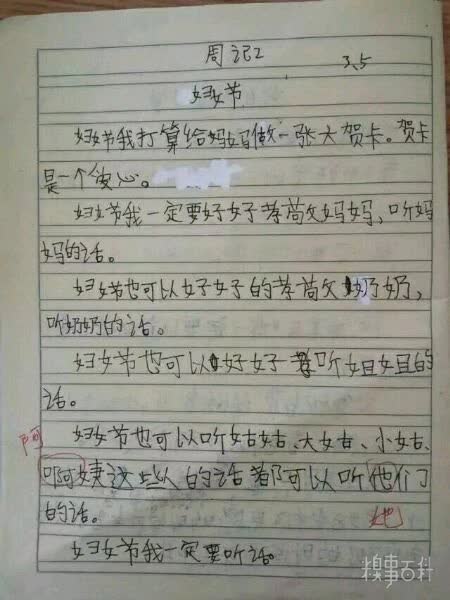 周记2 3.5
妇女节
妇女节我打算给妈妈做一张大贺卡。贺卡
是一个爱心。
妇女节我一定要好好孝敬妈妈,听妈
妈的话。
妇女节也可以好好的孝敬奶奶,
听奶奶的话。
妇女节也可以好好听姐姐的
话。
妇女节也可以听姑姑、大姑、小姑、
阿
啊姨这些人的话都可以听他们
的话。
她
妇女节我一定要听话。
糗事百科